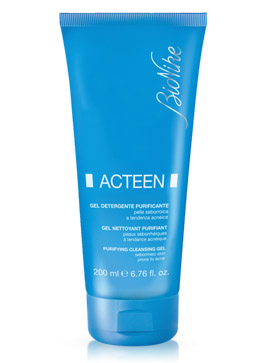 BioNike
ACTEEN
GEL DETERGENTE PURIFICANTE
pelle seborroica
a tendenza acneica
GEL NETTOYANT PURIFIANT
peaux séborrhéiques
à tendance acnéique
PURIFYING CLEANSING GEL
seborrheic skin
prone to acne
200 ml ℮ 6.76 fl. oz.